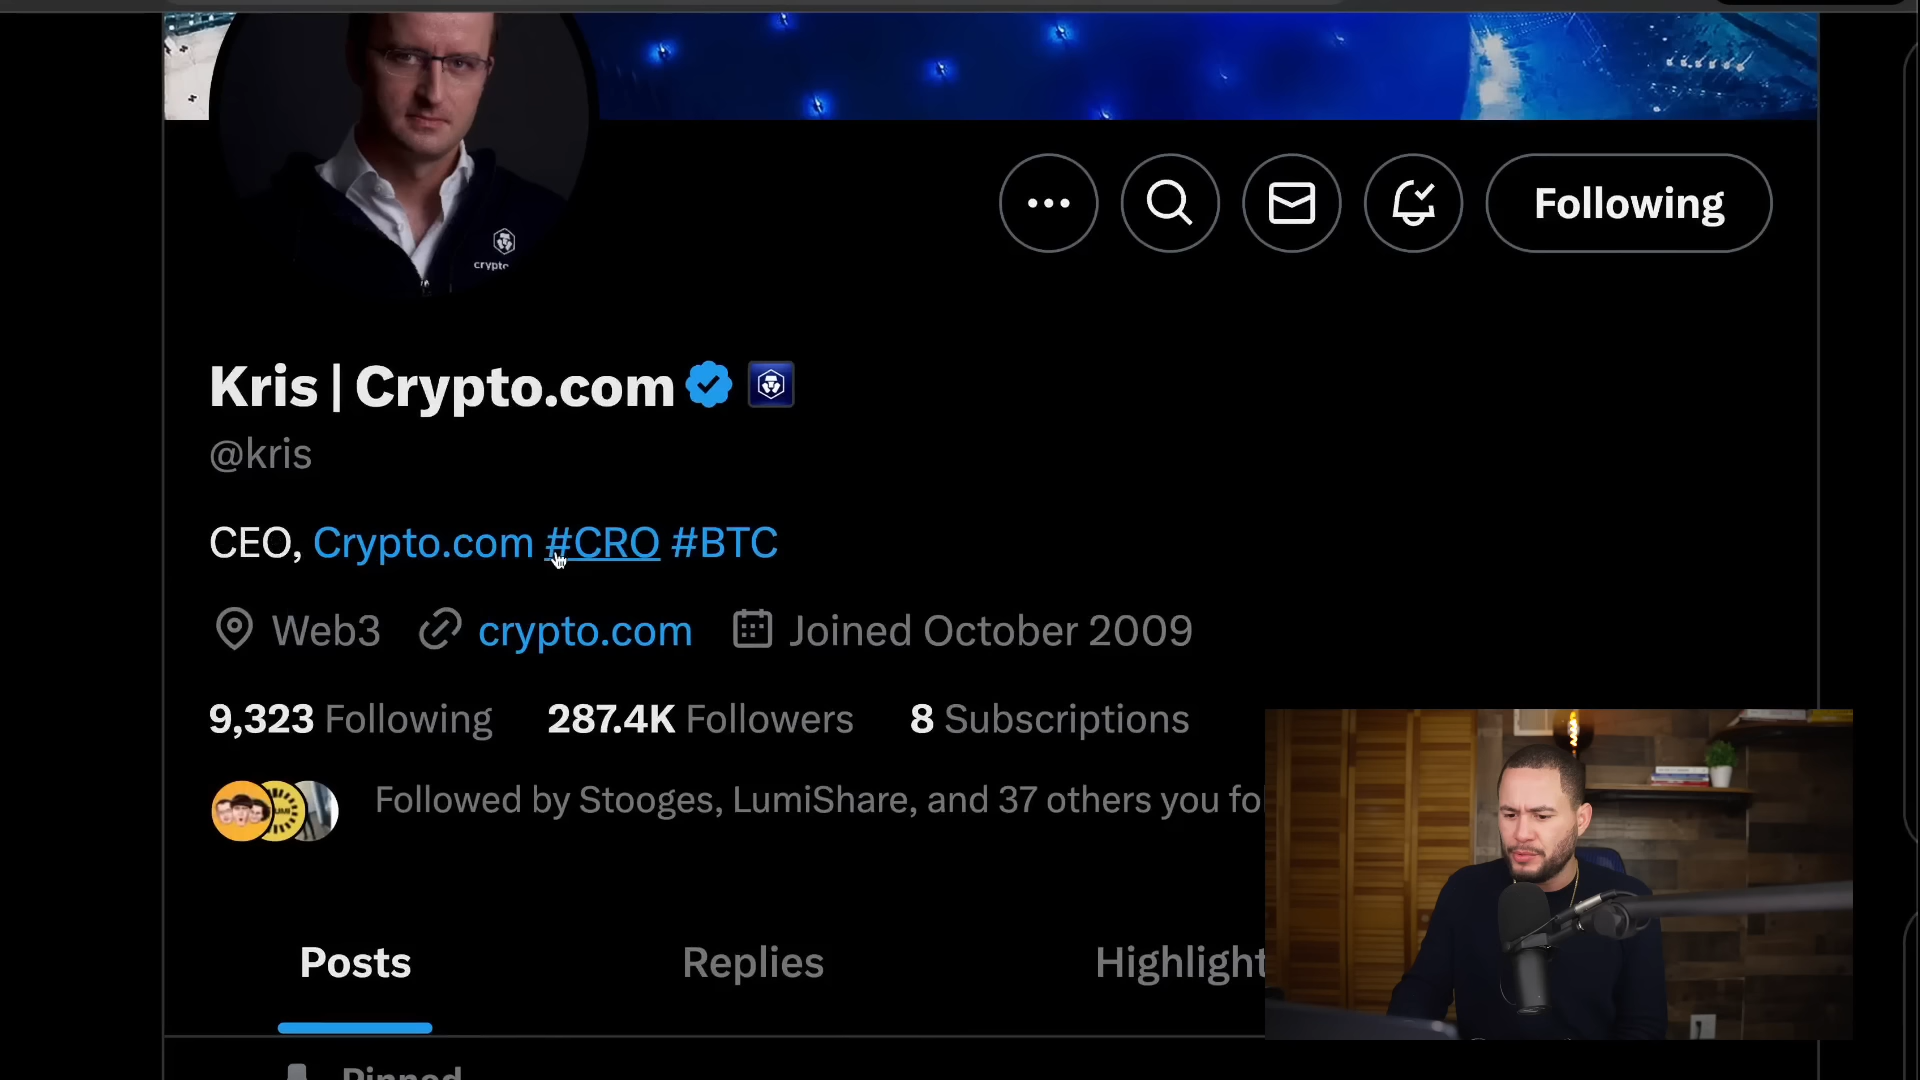 crypto
Following
Kris | Crypto.com
@kris
CEO, Crypto.com #CRO #BTC
Web3 crypto.com Joined October 2009
9,323 Following 287.4K Followers 8 Subscriptions
Followed by Stooges, LumiShare, and 37 others you fo
Posts Replies Highlight
Pinned